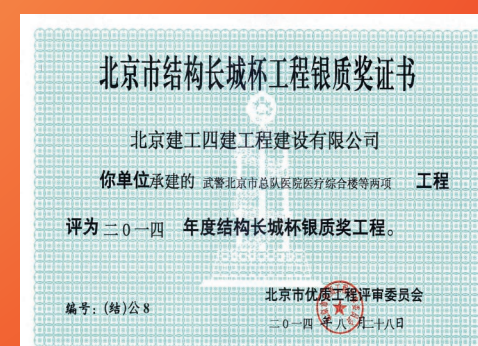 北京市结构长城杯工程银质奖证书
北京建工四建工程建设有限公司
你单位承建的 武警北京市总队医院医疗综合楼等两项 工程
评为 二〇一四 年度结构长城杯银质奖工程。
北京市优质工程评审委员会
编号：(结)公8
二〇一四 年八月二十八日